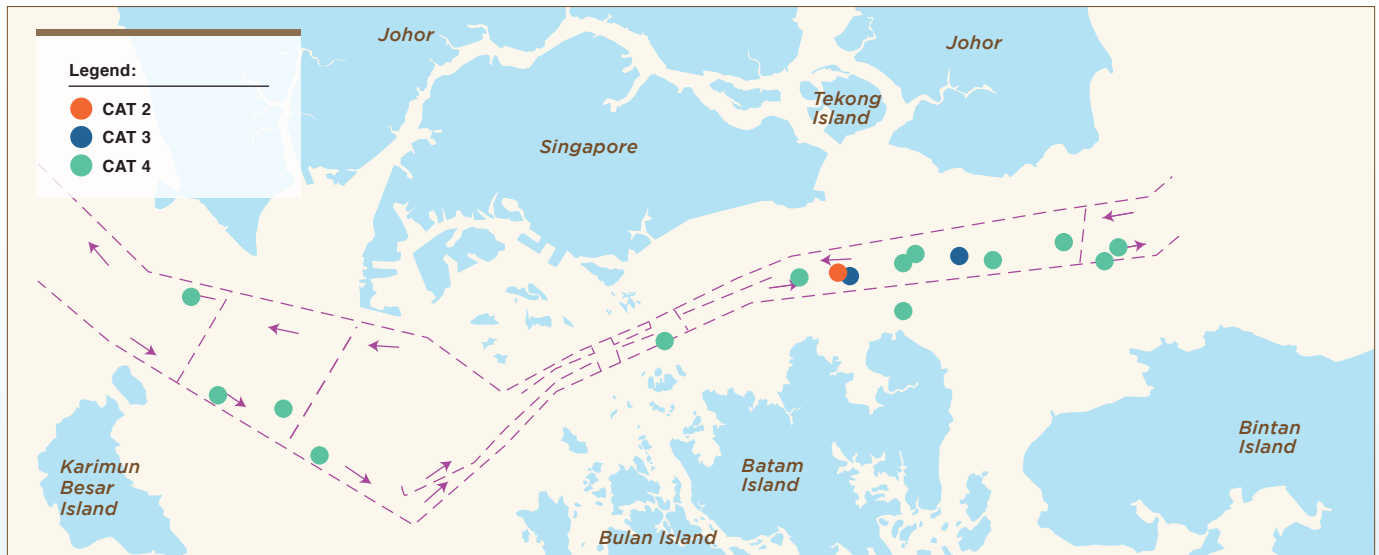 Legend:
CAT 2
CAT 3
CAT 4
Johor
Johor
Tekong
Island
Singapore
Karimun
Besar
Island
Batam
Island
Bulan Island
Bintan
Island